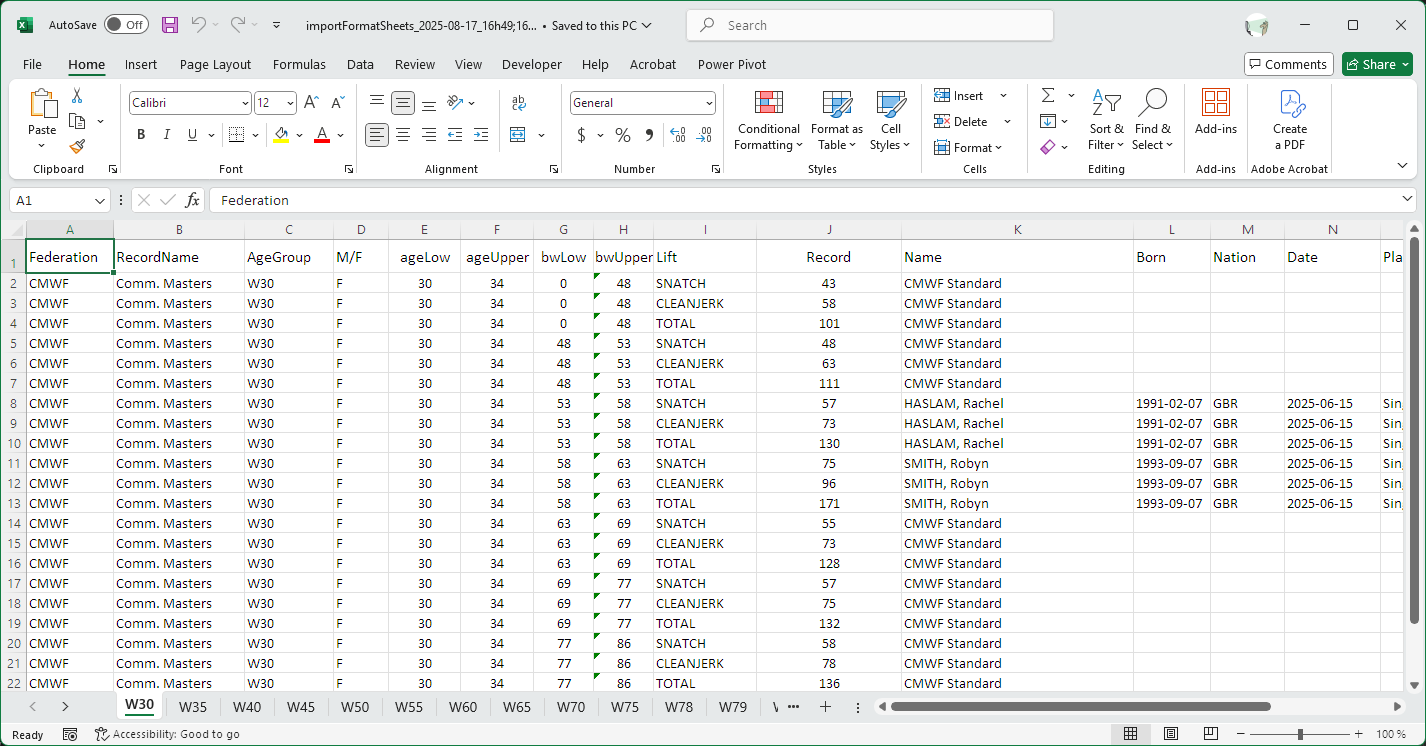 AutoSave Off importFormatSheets_2025-08-17_16h49;16... • Saved to this PC Search
File Home Insert Page Layout Formulas Data Review View Developer Help Acrobat Power Pivot Comments Share
Calibri 12 General Insert
Paste Conditional Formatting Format as Table Cell Styles Delete Sort & Filter Find & Select Add-ins Create a PDF
B I U $ % Format
Clipboard Font Alignment Number Styles Cells Editing Add-ins Adobe Acrobat
A1 fx Federation
A B C D E F G H I J K L M N
1 Federation RecordName AgeGroup M/F ageLow ageUpper bwLow bwUpper Lift Record Name Born Nation Date Pla
2 CMWF Comm. Masters W30 F 30 34 0 48 SNATCH 43 CMWF Standard
3 CMWF Comm. Masters W30 F 30 34 0 48 CLEANJERK 58 CMWF Standard
4 CMWF Comm. Masters W30 F 30 34 0 48 TOTAL 101 CMWF Standard
5 CMWF Comm. Masters W30 F 30 34 48 53 SNATCH 48 CMWF Standard
6 CMWF Comm. Masters W30 F 30 34 48 53 CLEANJERK 63 CMWF Standard
7 CMWF Comm. Masters W30 F 30 34 48 53 TOTAL 111 CMWF Standard
8 CMWF Comm. Masters W30 F 30 34 53 58 SNATCH 57 HASLAM, Rachel 1991-02-07 GBR 2025-06-15 Sin
9 CMWF Comm. Masters W30 F 30 34 53 58 CLEANJERK 73 HASLAM, Rachel 1991-02-07 GBR 2025-06-15 Sin
10 CMWF Comm. Masters W30 F 30 34 53 58 TOTAL 130 HASLAM, Rachel 1991-02-07 GBR 2025-06-15 Sin
11 CMWF Comm. Masters W30 F 30 34 58 63 SNATCH 75 SMITH, Robyn 1993-09-07 GBR 2025-06-15 Sin
12 CMWF Comm. Masters W30 F 30 34 58 63 CLEANJERK 96 SMITH, Robyn 1993-09-07 GBR 2025-06-15 Sin
13 CMWF Comm. Masters W30 F 30 34 58 63 TOTAL 171 SMITH, Robyn 1993-09-07 GBR 2025-06-15 Sin
14 CMWF Comm. Masters W30 F 30 34 63 69 SNATCH 55 CMWF Standard
15 CMWF Comm. Masters W30 F 30 34 63 69 CLEANJERK 73 CMWF Standard
16 CMWF Comm. Masters W30 F 30 34 63 69 TOTAL 128 CMWF Standard
17 CMWF Comm. Masters W30 F 30 34 69 77 SNATCH 57 CMWF Standard
18 CMWF Comm. Masters W30 F 30 34 69 77 CLEANJERK 75 CMWF Standard
19 CMWF Comm. Masters W30 F 30 34 69 77 TOTAL 132 CMWF Standard
20 CMWF Comm. Masters W30 F 30 34 77 86 SNATCH 58 CMWF Standard
21 CMWF Comm. Masters W30 F 30 34 77 86 CLEANJERK 78 CMWF Standard
22 CMWF Comm. Masters W30 F 30 34 77 86 TOTAL 136 CMWF Standard
W30 W35 W40 W45 W50 W55 W60 W65 W70 W75 W78 W79
Ready Accessibility: Good to go 100 %